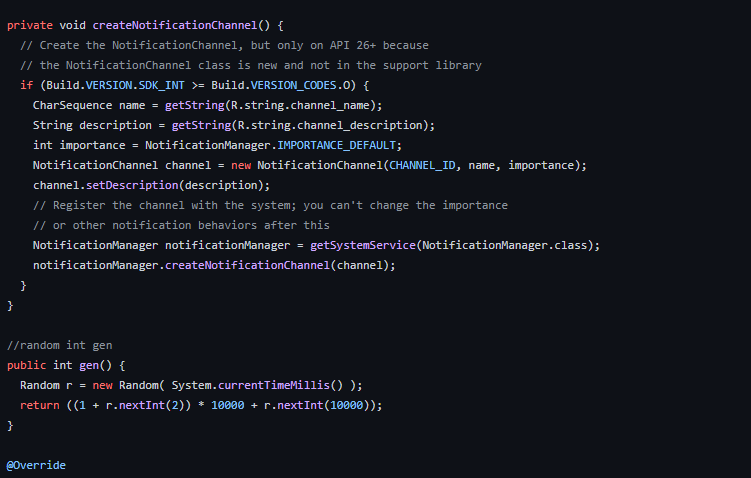 private void createNotificationChannel() {
  // Create the NotificationChannel, but only on API 26+ because
  // the NotificationChannel class is new and not in the support library
  if (Build.VERSION.SDK_INT >= Build.VERSION_CODES.O) {
    CharSequence name = getString(R.string.channel_name);
    String description = getString(R.string.channel_description);
    int importance = NotificationManager.IMPORTANCE_DEFAULT;
    NotificationChannel channel = new NotificationChannel(CHANNEL_ID, name, importance);
    channel.setDescription(description);
    // Register the channel with the system; you can't change the importance
    // or other notification behaviors after this
    NotificationManager notificationManager = getSystemService(NotificationManager.class);
    notificationManager.createNotificationChannel(channel);
  }
}

//random int gen
public int gen() {
  Random r = new Random( System.currentTimeMillis() );
  return ((1 + r.nextInt(2)) * 10000 + r.nextInt(10000));
}

@Override